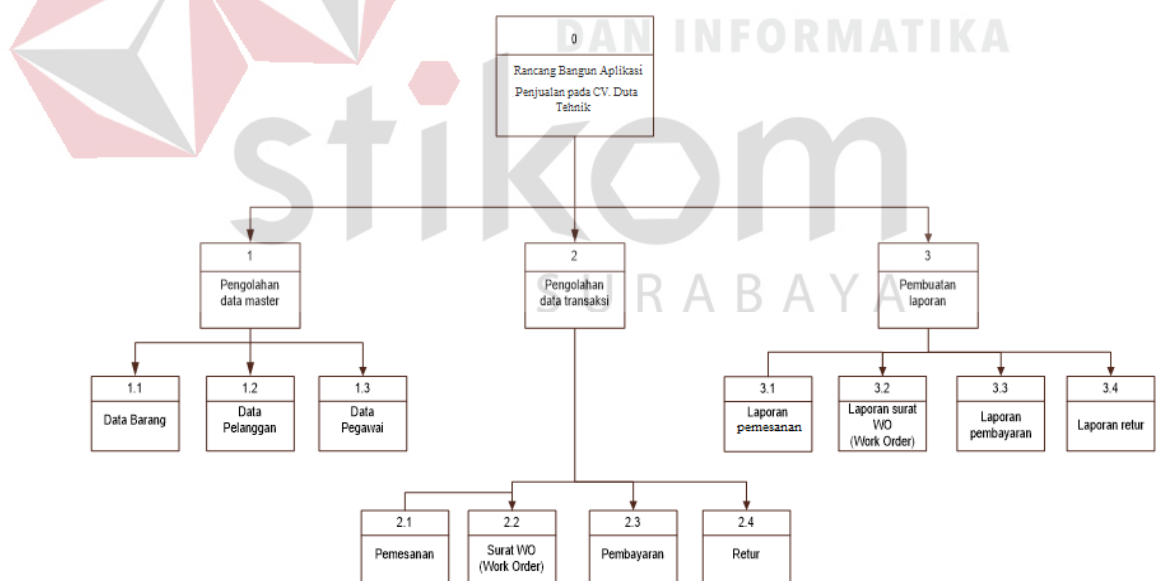 DAN INFORMATIKA
stikom
SURABAYA
0
Rancang Bangun Aplikasi
Penjualan pada CV. Duta
Tehnik
1
Pengolahan
data master
2
Pengolahan
data transaksi
3
Pembuatan
laporan
1.1
Data Barang
1.2
Data
Pelanggan
1.3
Data
Pegawai
3.1
Laporan
pemesanan
3.2
Laporan surat
WO
(Work Order)
3.3
Laporan
pembayaran
3.4
Laporan retur
2.1
Pemesanan
2.2
Surat WO
(Work Order)
2.3
Pembayaran
2.4
Retur